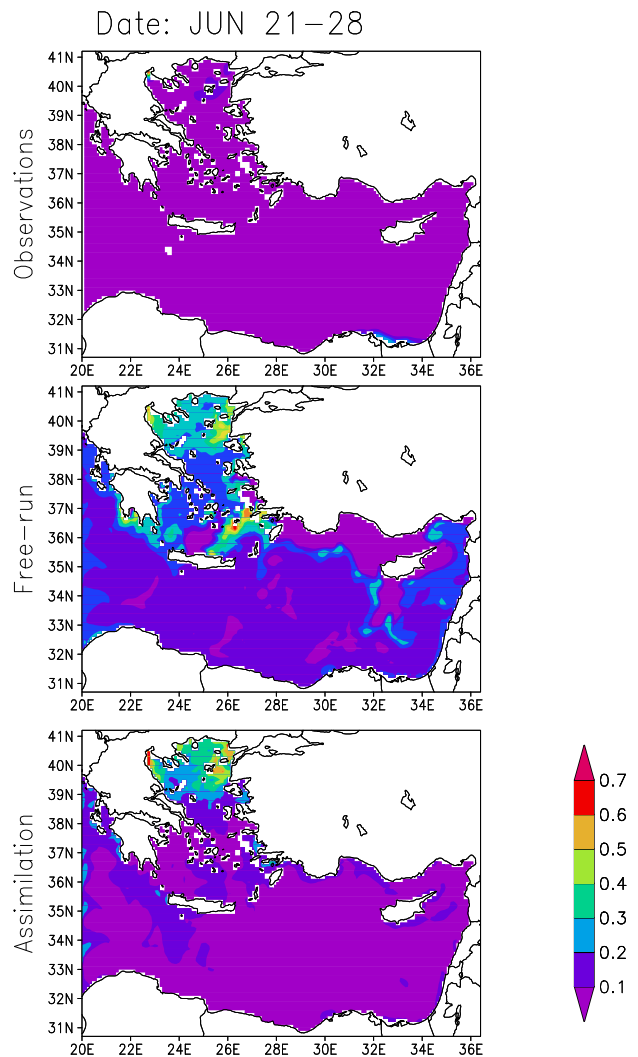 Date: JUN 21-28
Observations
41N
40N
39N
38N
37N
36N
35N
34N
33N
32N
31N
20E 22E 24E 26E 28E 30E 32E 34E
Free-run
41N
40N
39N
38N
37N
36N
35N
34N
33N
32N
31N
20E 22E 24E 26E 28E 30E 32E 34E
Assimilation
41N
40N
39N
38N
37N
36N
35N
34N
33N
32N
31N
20E 22E 24E 26E 28E 30E 32E 34E
0.7
0.6
0.5
0.4
0.3
0.2
0.1